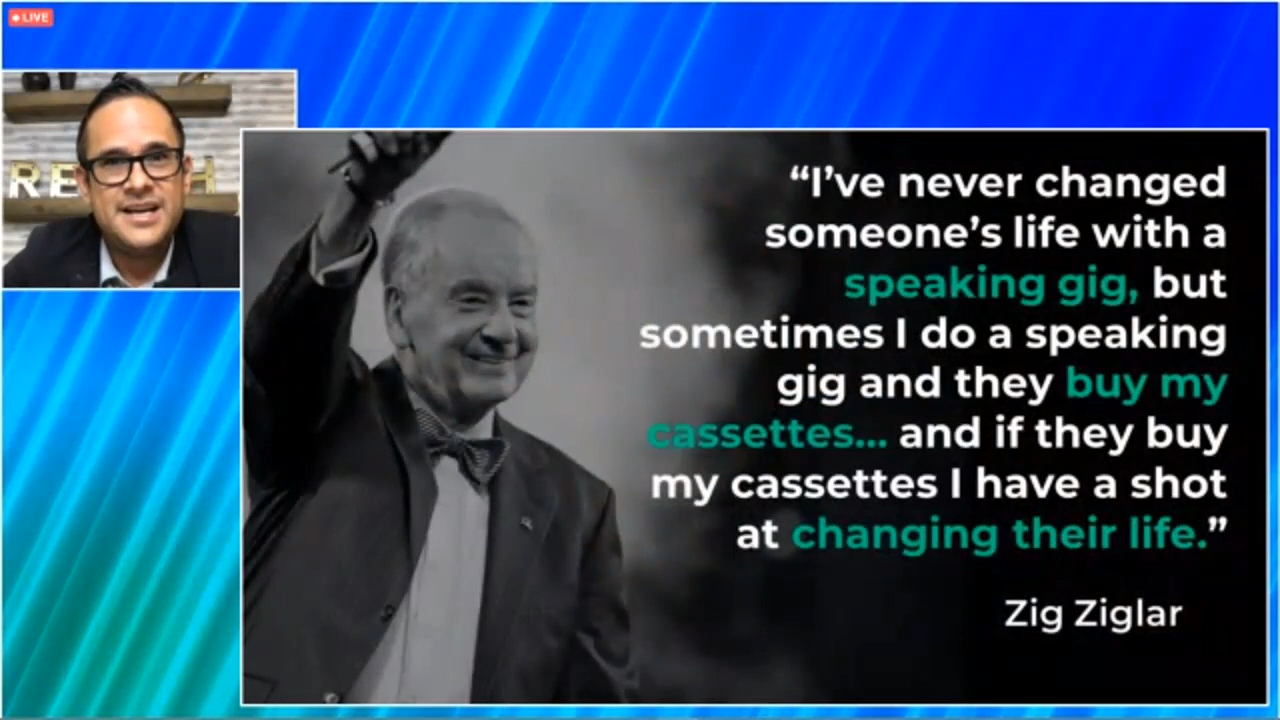 LIVE
RE H
“I’ve never changed
someone’s life with a
speaking gig, but
sometimes I do a speaking
gig and they buy my
cassettes... and if they buy
my cassettes I have a shot
at changing their life.”
Zig Ziglar